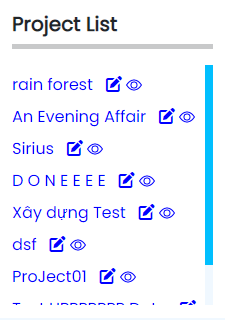 Project List
rain forest
An Evening Affair
Sirius
D O N E E E E
Xây dựng Test
dsf
ProJect01